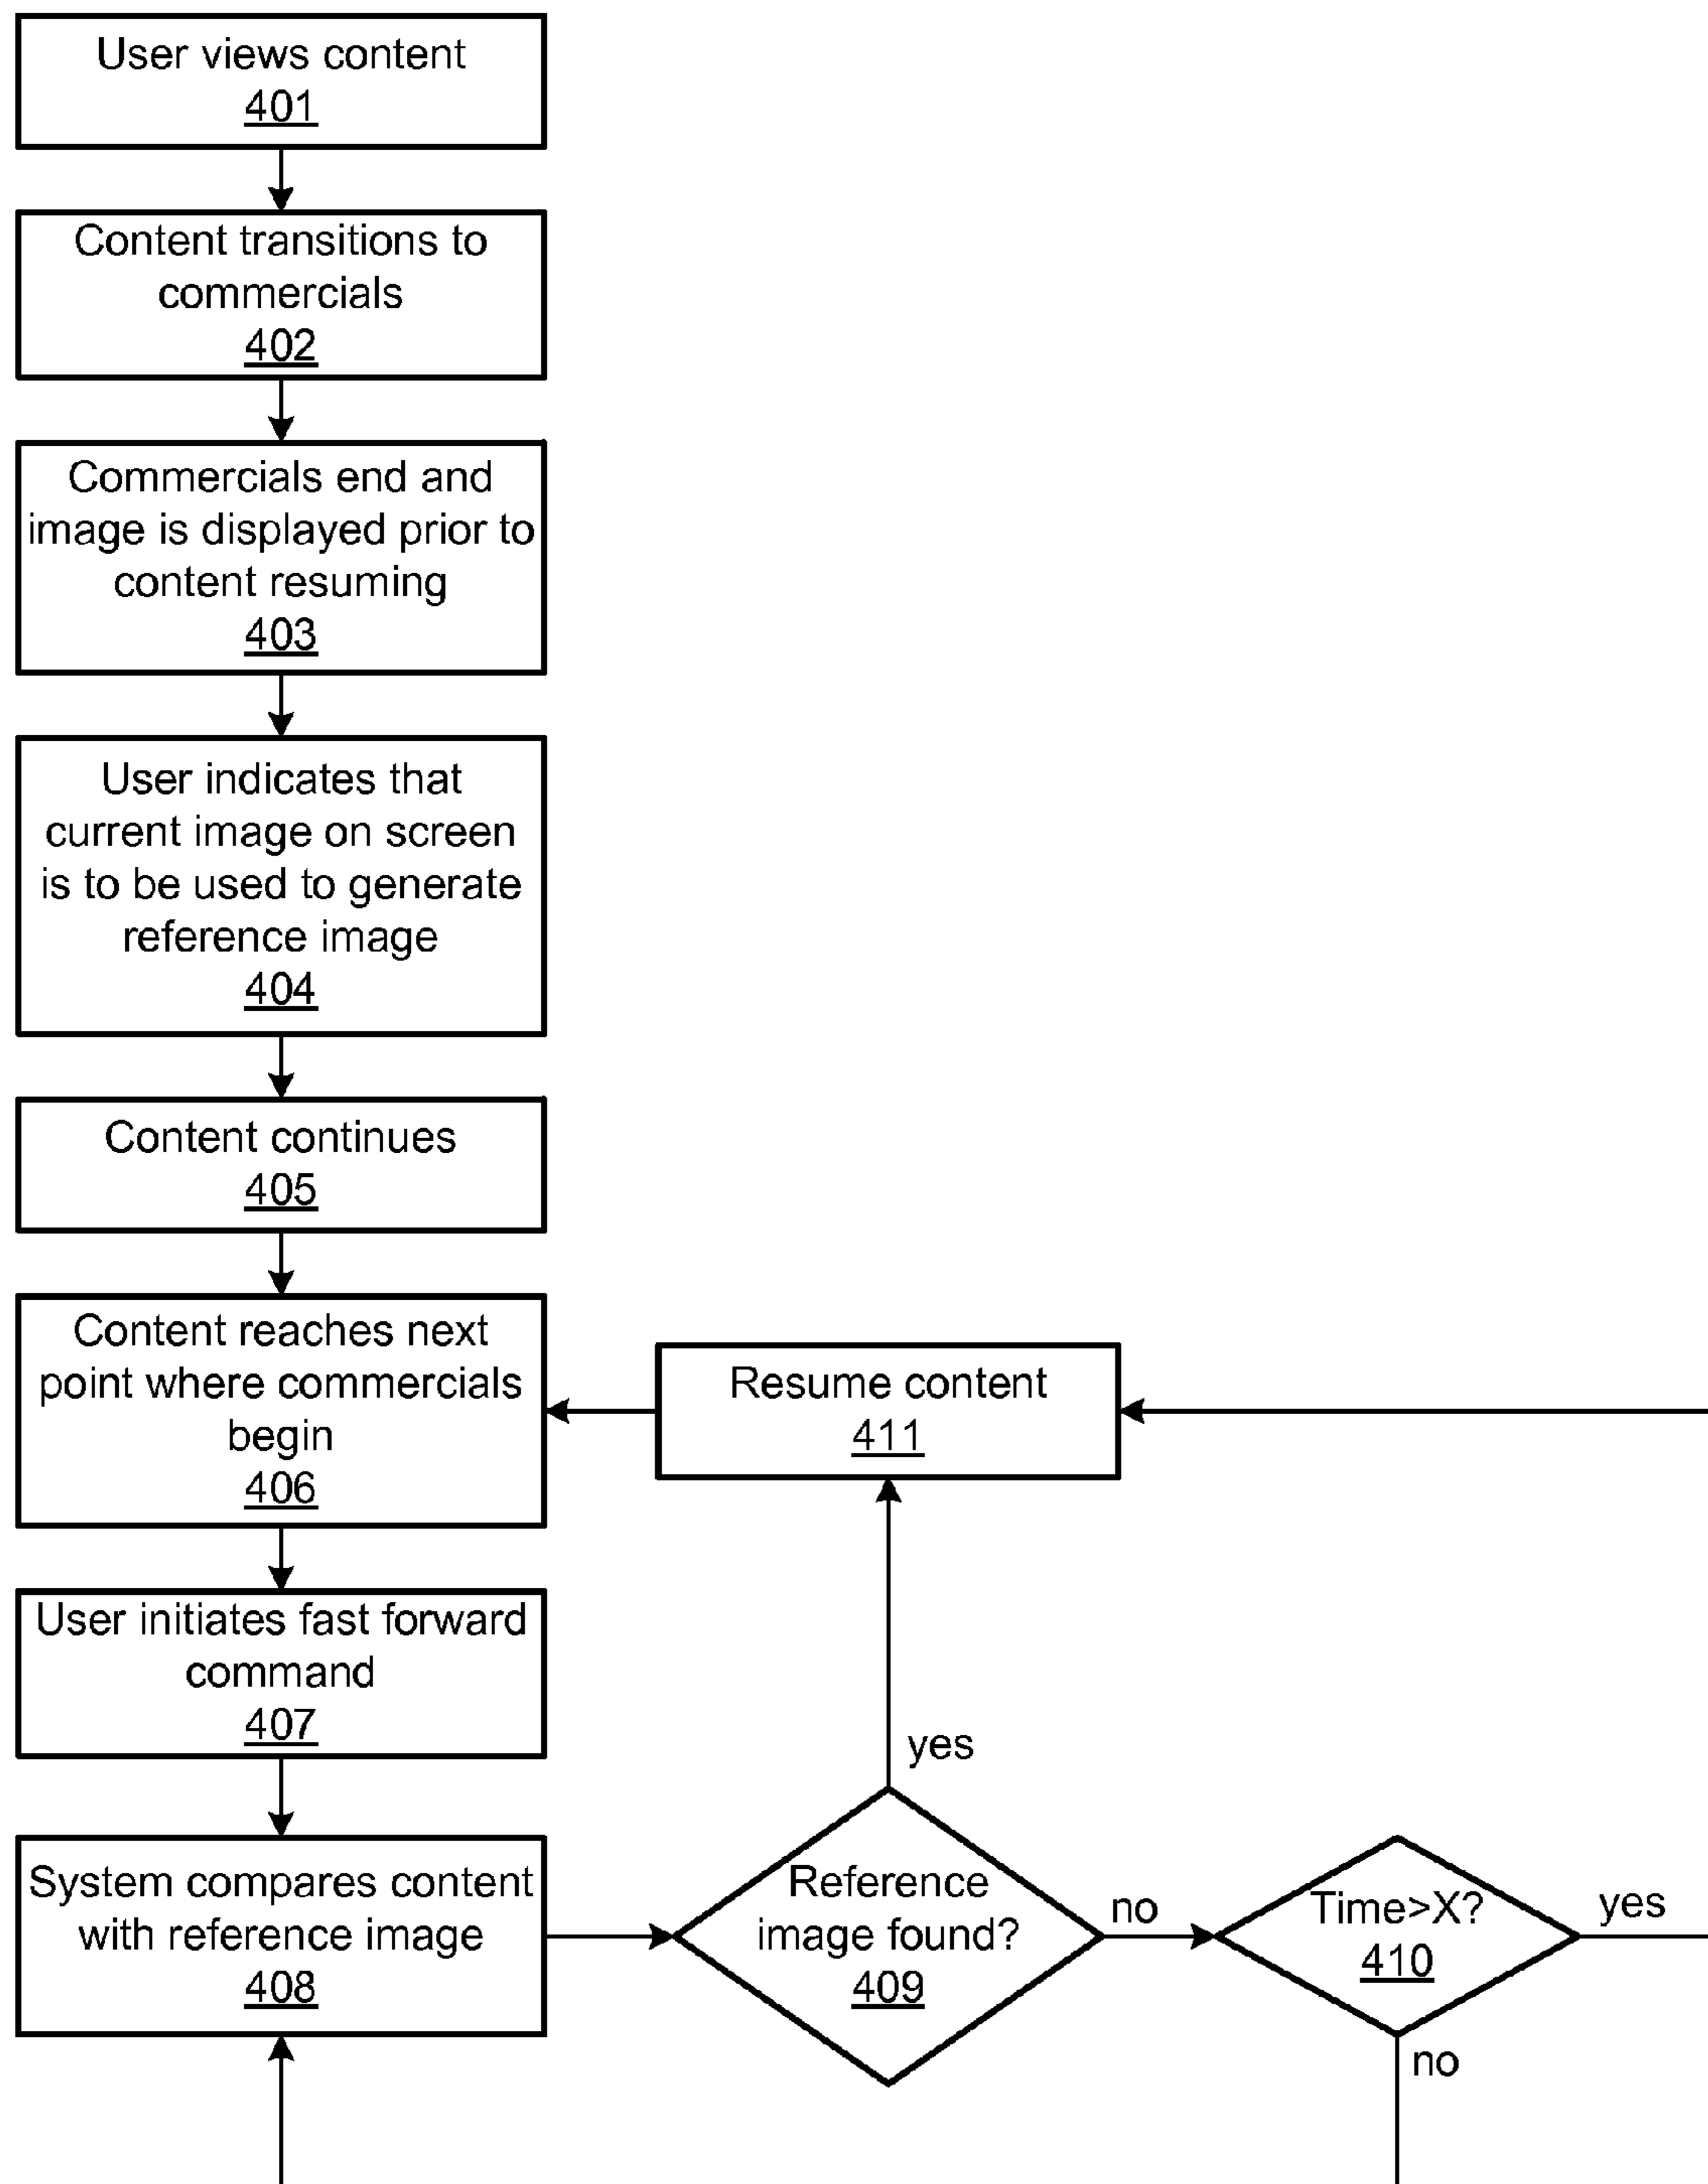 User views content
401
Content transitions to
commercials
402
Commercials end and
image is displayed prior to
content resuming
403
User indicates that
current image on screen
is to be used to generate
reference image
404
Content continues
405
Content reaches next
point where commercials
begin
406
Resume content
411
User initiates fast forward
command
407
yes
System compares content
with reference image
408
Reference
image found?
409
no
Time>X?
410
yes
no